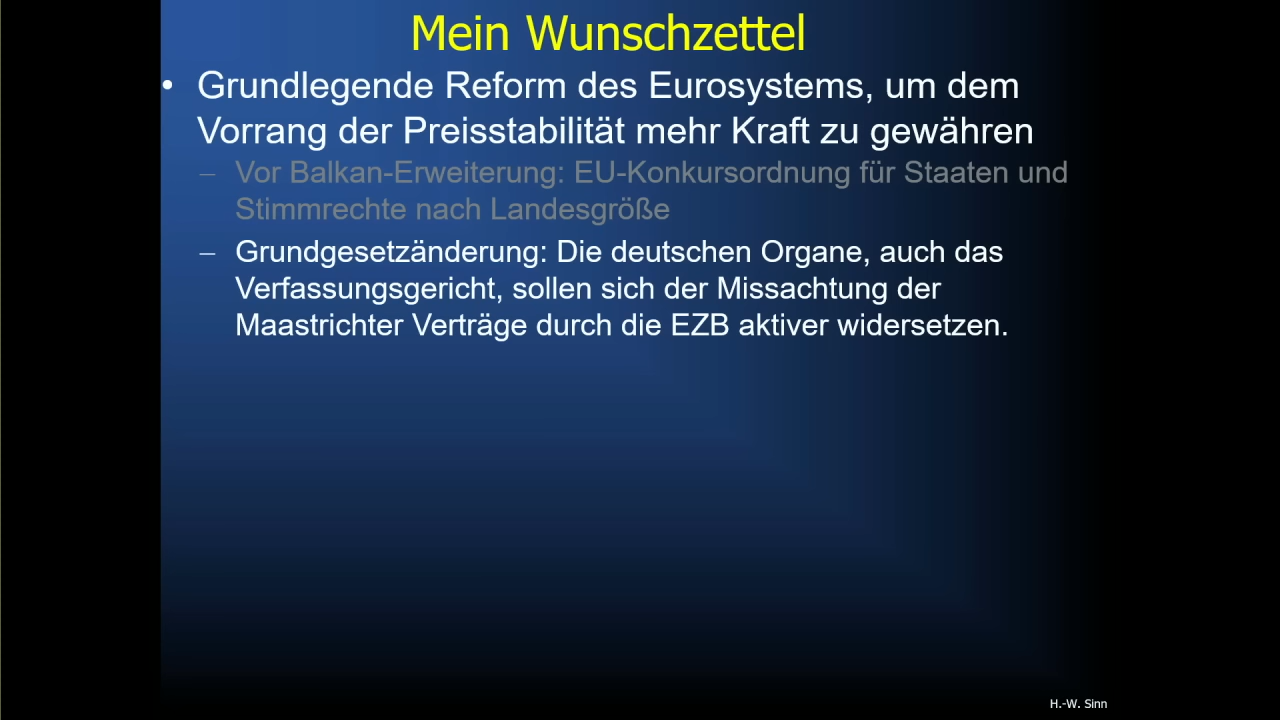 Mein Wunschzettel
• Grundlegende Reform des Eurosystems, um dem
Vorrang der Preisstabilität mehr Kraft zu gewähren
– Vor Balkan-Erweiterung: EU-Konkursordnung für Staaten und
Stimmrechte nach Landesgröße
– Grundgesetzänderung: Die deutschen Organe, auch das
Verfassungsgericht, sollen sich der Missachtung der
Maastrichter Verträge durch die EZB aktiver widersetzen.
H.-W. Sinn